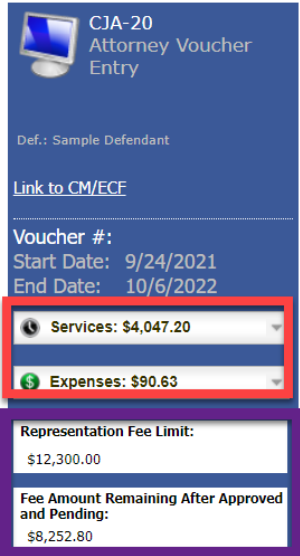 CJA-20
Attorney Voucher
Entry
Def.: Sample Defendant
Link to CM/ECF
Voucher #:
Start Date: 9/24/2021
End Date: 10/6/2022
Services: $4,047.20
$ Expenses: $90.63
Representation Fee Limit:
$12,300.00
Fee Amount Remaining After Approved
and Pending:
$8,252.80